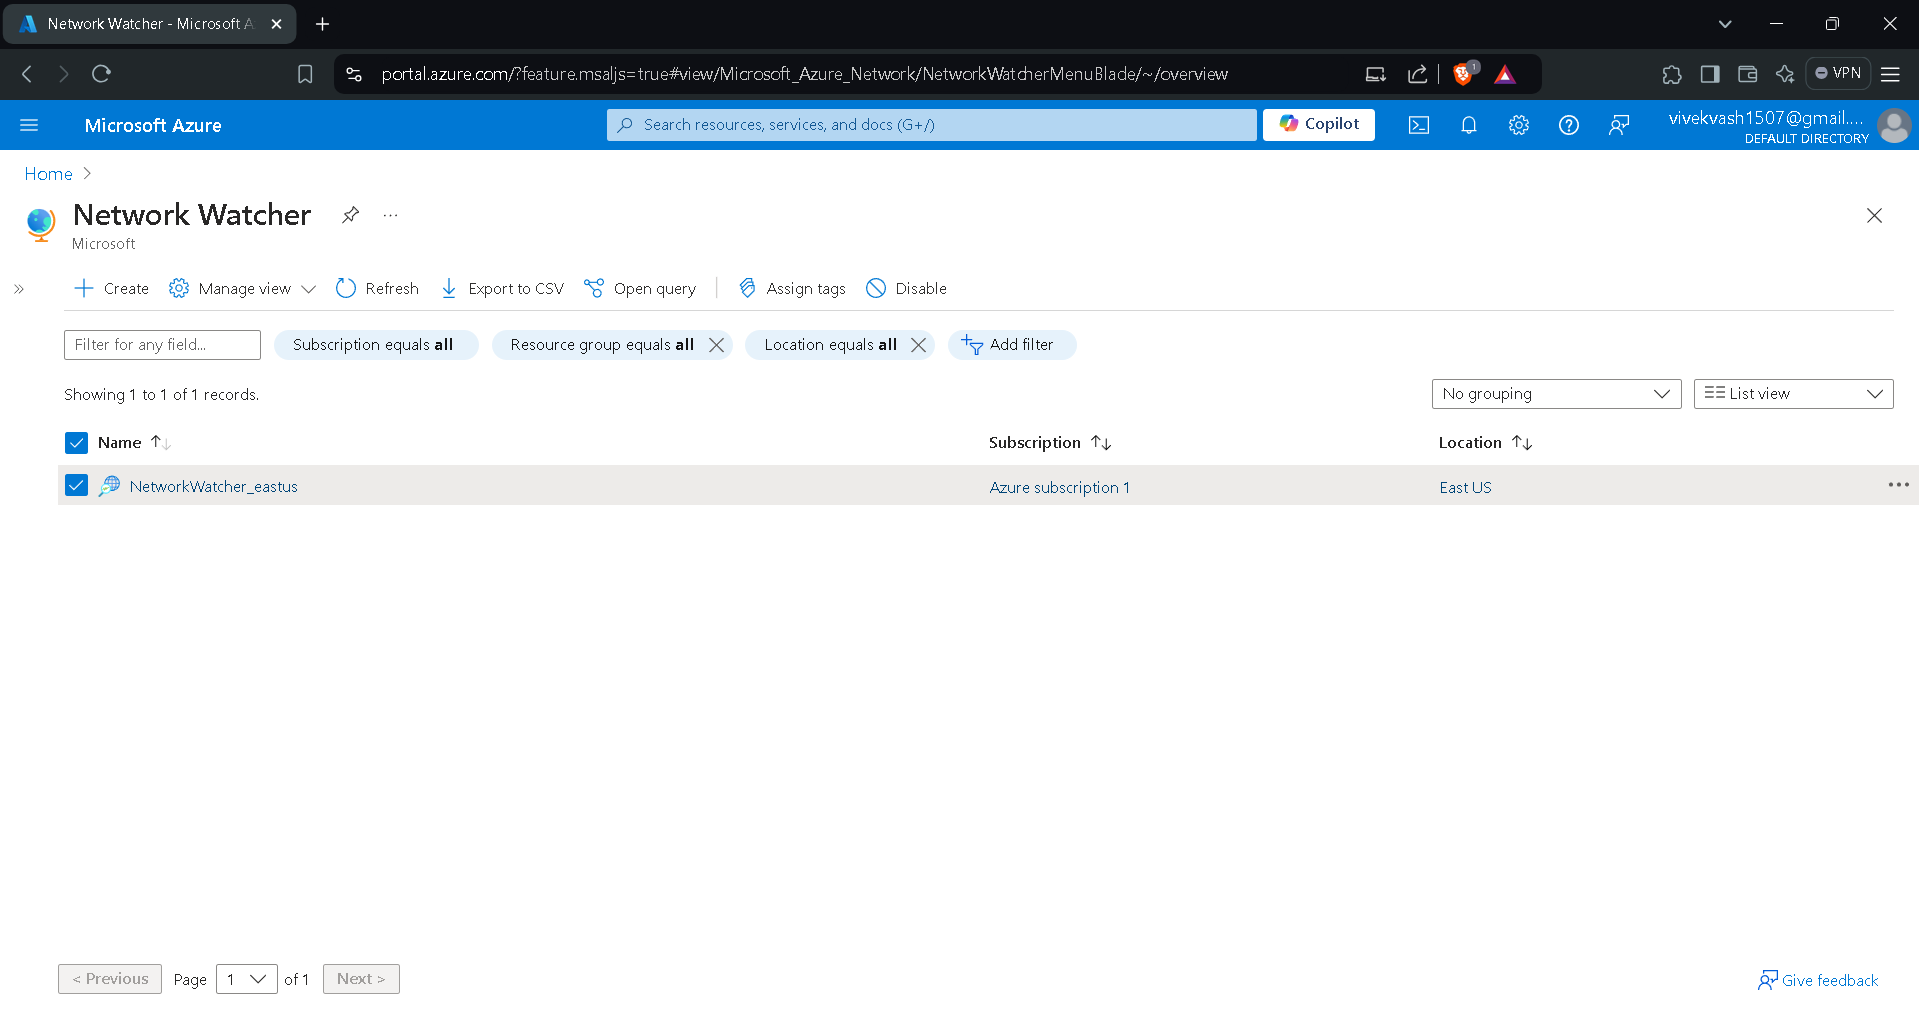 Network Watcher - Microsoft A
portal.azure.com/?feature.msaljs=true#view/Microsoft_Azure_Network/NetworkWatcherMenuBlade/~/overview
1
VPN
Microsoft Azure
Search resources, services, and docs (G+/)
Copilot
vivekvash1507@gmail....
DEFAULT DIRECTORY
Home
Network Watcher
...
Microsoft
Create
Manage view
Refresh
Export to CSV
Open query
Assign tags
Disable
Filter for any field...
Subscription equals all
Resource group equals all
Location equals all
Add filter
Showing 1 to 1 of 1 records.
No grouping
List view
Name
Subscription
Location
NetworkWatcher_eastus
Azure subscription 1
East US
< Previous
Page
1
of 1
Next >
Give feedback